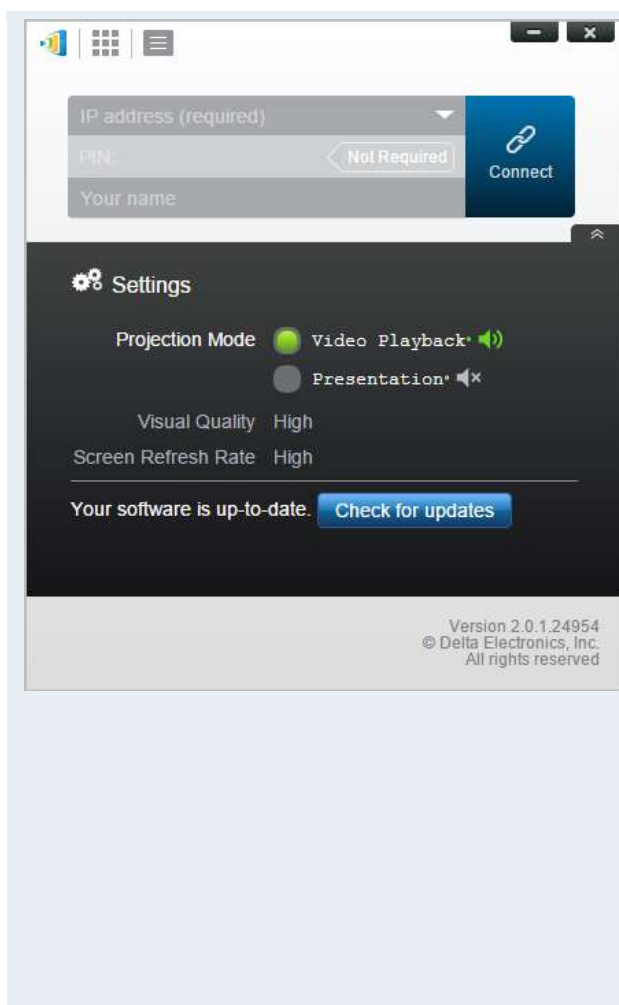 IP address (required)
PIN: Not Required
Your name
Connect
Settings
Projection Mode Video Playback
Presentation
Visual Quality High
Screen Refresh Rate High
Your software is up-to-date. Check for updates
Version 2.0.1.24954
© Delta Electronics, Inc.
All rights reserved